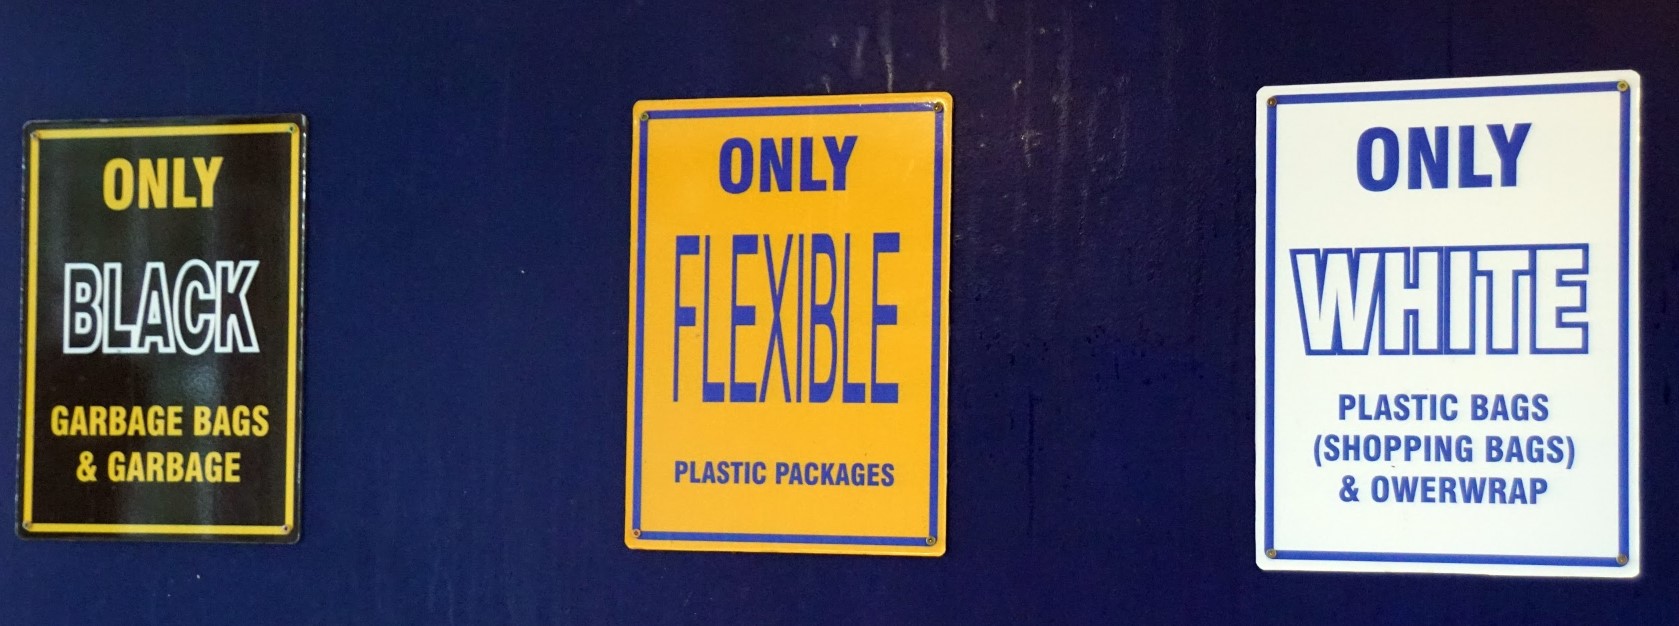 ONLY
BLACK
GARBAGE BAGS
& GARBAGE
ONLY
FLEXIBLE
PLASTIC PACKAGES
ONLY
WHITE
PLASTIC BAGS
(SHOPPING BAGS)
& OWERWRAP